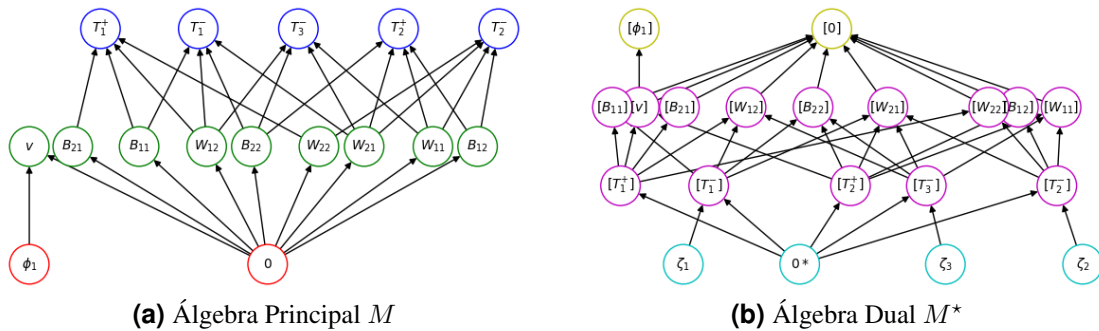 T₁⁺ T₁⁻ T₃⁻ T₂⁺ T₂⁻
v B₂₁ B₁₁ W₁₂ B₂₂ W₂₂ W₂₁ W₁₁ B₁₂
ϕ₁ 0
(a) Álgebra Principal M
[ϕ₁] [0]
[B₁₁] [v] [B₂₁] [W₁₂] [B₂₂] [W₂₁] [W₂₂] [B₁₂] [W₁₁]
[T₁⁺] [T₁⁻] [T₂⁺] [T₃⁻] [T₂⁻]
ζ₁ 0* ζ₃ ζ₂
(b) Álgebra Dual M⋆